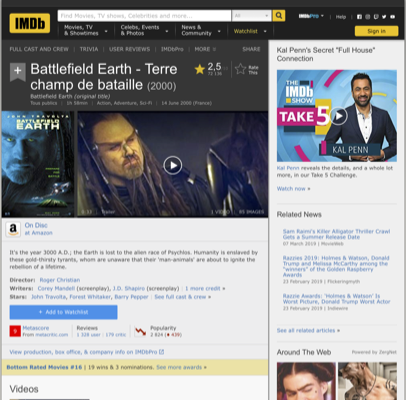 IMDb
Find Movies, TV shows, Celebrities and more...
All
IMDbPro
Help
Movies, TV
& Showtimes
Celebs, Events
& Photos
News &
Community
Watchlist
Sign in
FULL CAST AND CREW | TRIVIA | USER REVIEWS | IMDbPro | MORE
SHARE
Battlefield Earth - Terre
champ de bataille (2000)
2,5
Rate
This
Battlefield Earth (original title)
Tous publics | 1h 58min | Action, Adventure, Sci-Fi | 14 June 2000 (France)
JOHN TRAVOLTA
BATTLEFIELD
EARTH
On Disc
at Amazon
It's the year 3000 A.D.; the Earth is lost to the alien race of Psychlos. Humanity is enslaved by
these gold-thirsty tyrants, whom are unaware that their 'man-animals' are about to ignite the
rebellion of a lifetime.
Director: Roger Christian
Writers: Corey Mandell (screenplay), J.D. Shapiro (screenplay) | 1 more credit »
Stars: John Travolta, Forest Whitaker, Barry Pepper | See full cast & crew »
+ Add to Watchlist
9
Metascore
From metacritic.com
Reviews
1 328 user | 179 critic
Popularity
2 824 (439)
View production, box office, & company info on IMDbPro
Bottom Rated Movies #16 | 19 wins & 3 nominations. See more awards »
Videos
Kal Penn's Secret "Full House"
Connection
THE
IMDb
SHOW
TAKE 5
KAL PENN
Kal Penn reveals the details, and a whole lot
more, in our Take 5 Challenge.
Watch now »
Related News
Sam Raimi's Killer Alligator Thriller Crawl
Gets a Summer Release Date
07 March 2019 | MovieWeb
Razzies 2019: Holmes & Watson, Donald
Trump and Melissa McCarthy among the
"winners" of the Golden Raspberry
Awards
23 February 2019 | Flickeringmyth
Razzie Awards: 'Holmes & Watson' Is
Worst Picture, Donald Trump Worst Actor
23 February 2019 | Indiewire
See all related articles »
Around The Web
Powered by ZergNet